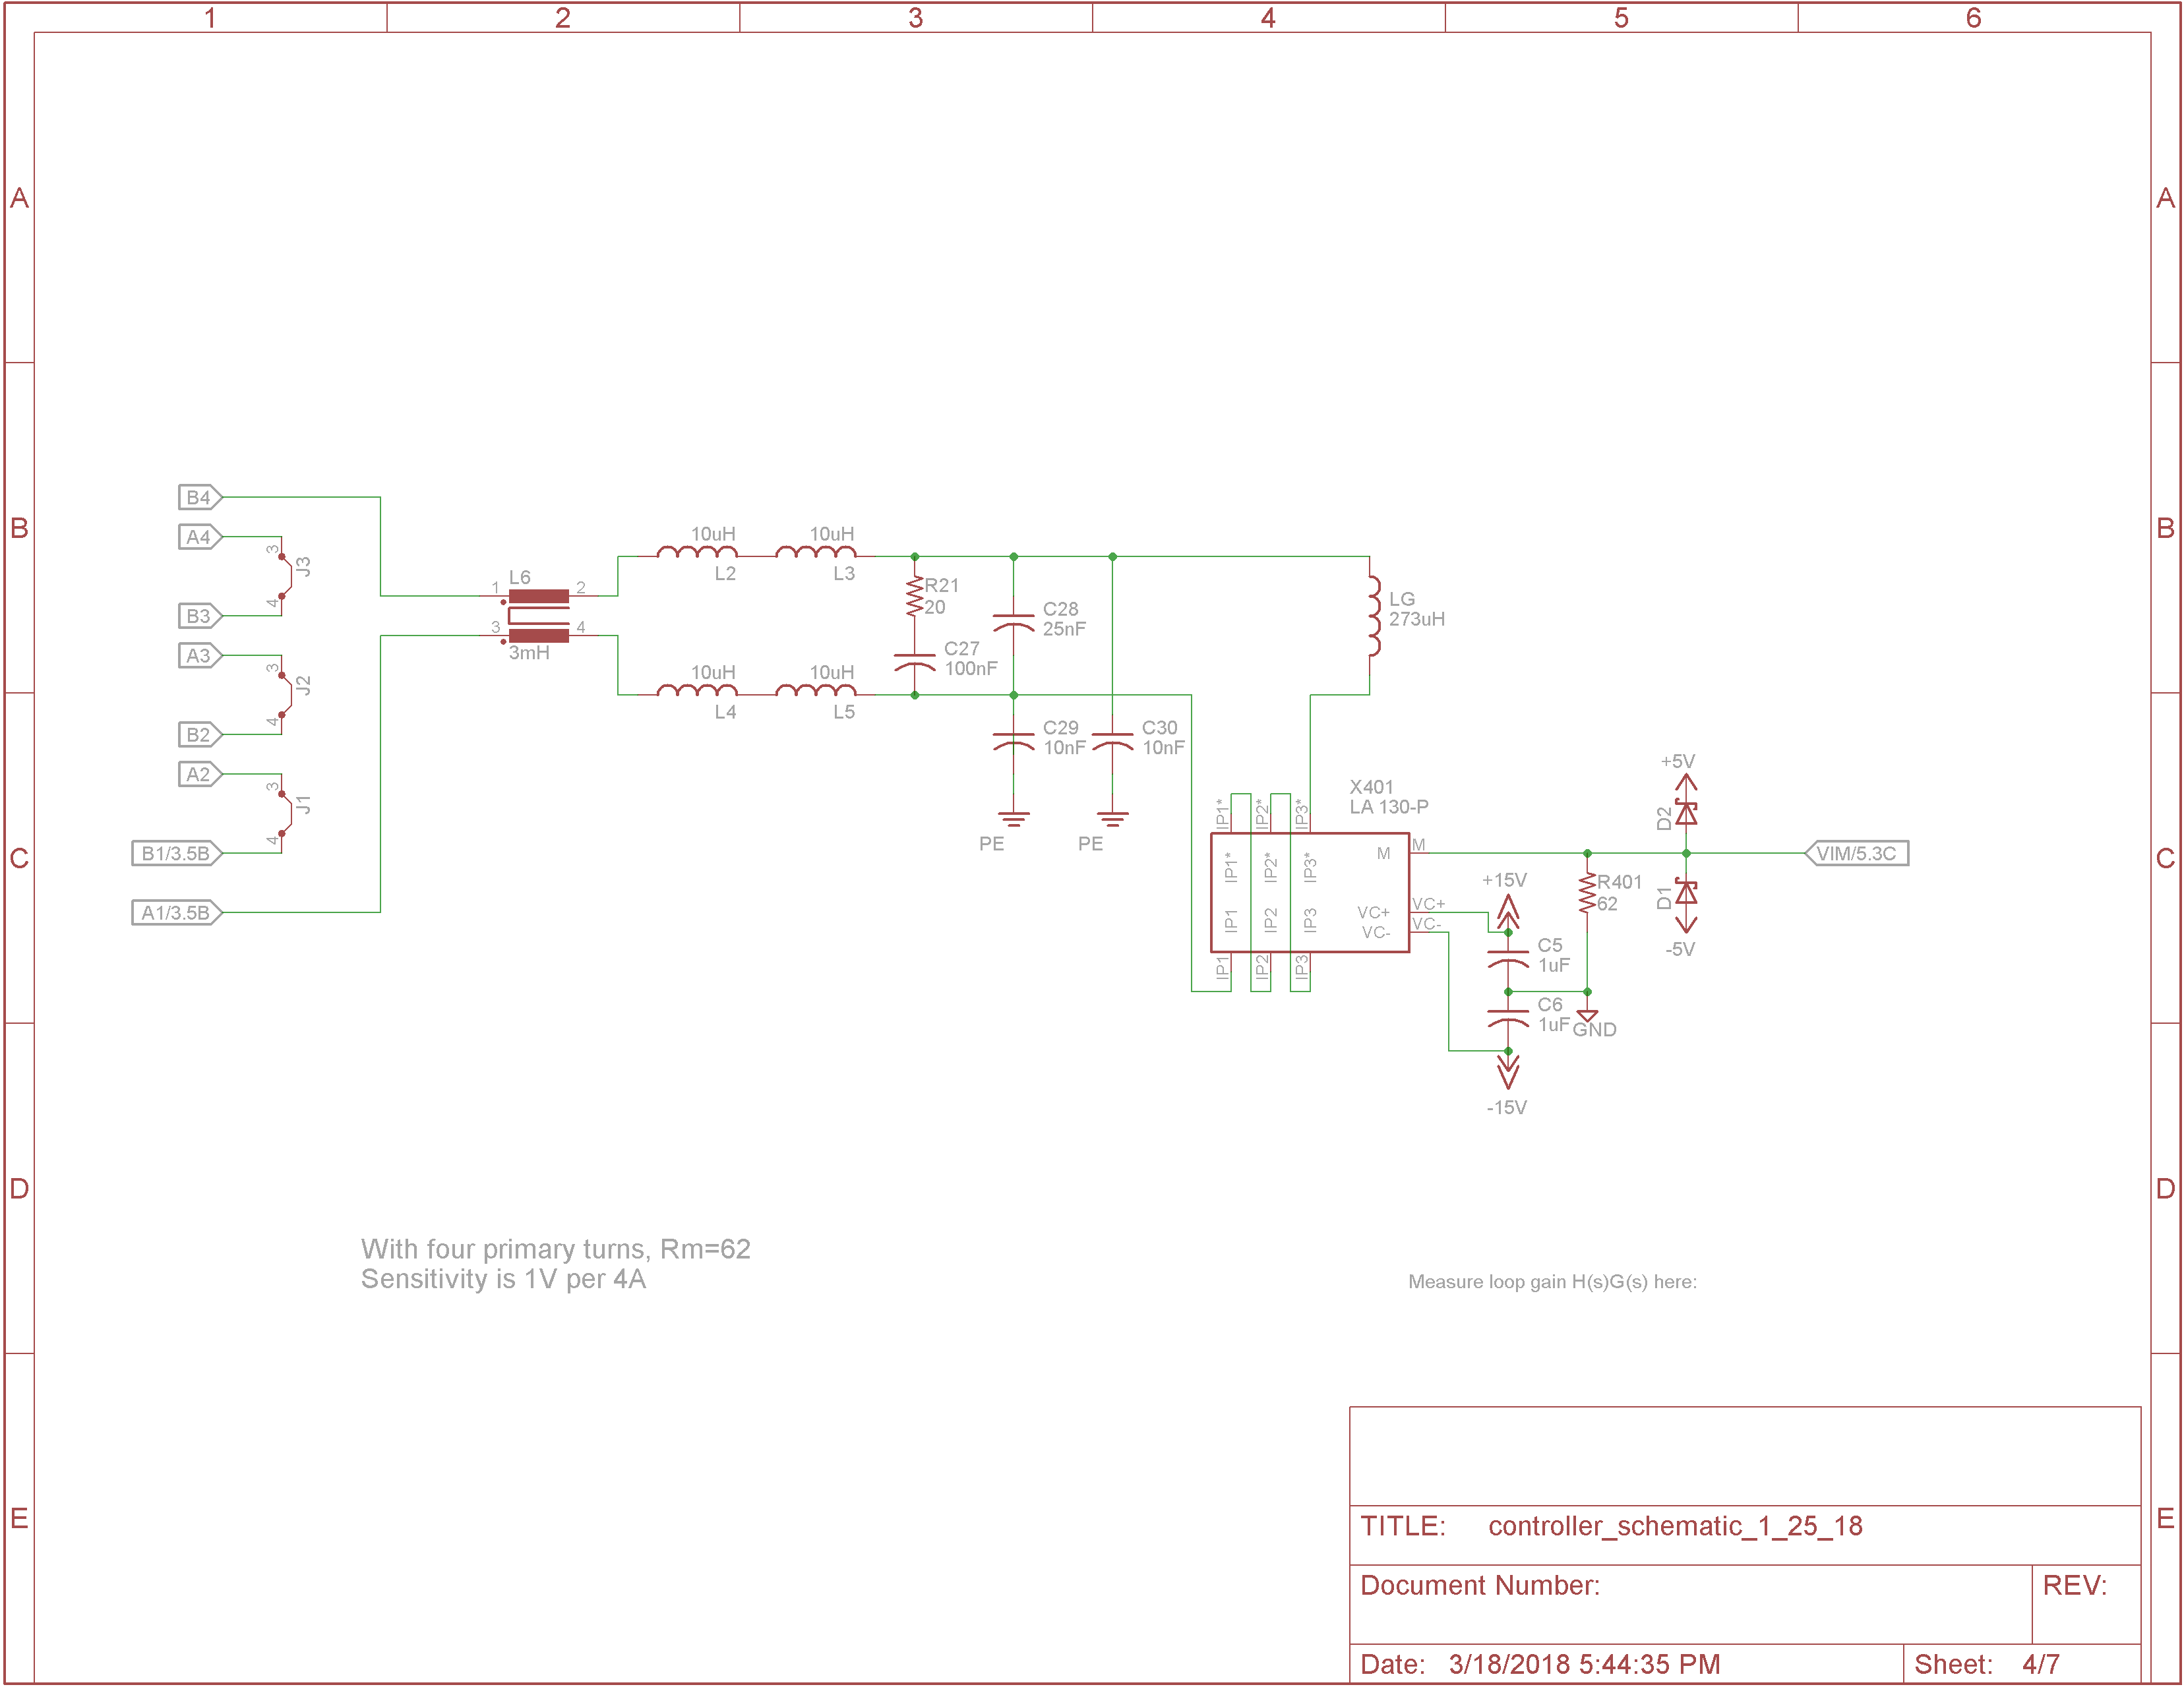 1 2 3 4 5 6
A A
B B
C C
D D
E E
B4
A4
3
J3
4
B3
A3
3
J2
4
B2
A2
3
J1
4
B1/3.5B
A1/3.5B
L6
1 2
3 4
3mH
10uH
L2
10uH
L3
10uH
L4
10uH
L5
R21
20
C27
100nF
C28
25nF
C29
10nF
C30
10nF
PE
PE
LG
273uH
X401
LA 130-P
IP1* IP2* IP3*
IP1* IP2* IP3*
IP1 IP2 IP3
IP1 IP2 IP3
M M
VC+ VC+
VC- VC-
+15V
C5
1uF
C6
1uF
-15V
R401
62
GND
+5V
D2
D1
-5V
VIM/5.3C
With four primary turns, Rm=62
Sensitivity is 1V per 4A
Measure loop gain H(s)G(s) here:
TITLE: controller_schematic_1_25_18
Document Number:
REV:
Date: 3/18/2018 5:44:35 PM
Sheet: 4/7